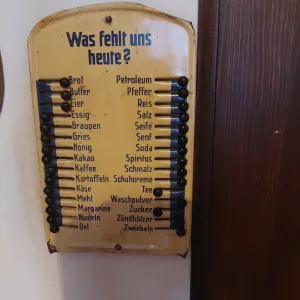 Was fehlt uns
heute?
Brot Petroleum
Butter Pfeffer
Eier Reis
Essig Salz
Graupen Seife
Gries Senf
Honig Soda
Kakao Spiritus
Kaffee Schmalz
Kartoffeln Schuhcreme
Käse Tee
Mehl Waschpulver
Margarine Zucker
Nudeln Zündhölzer
Oel Zwiebeln